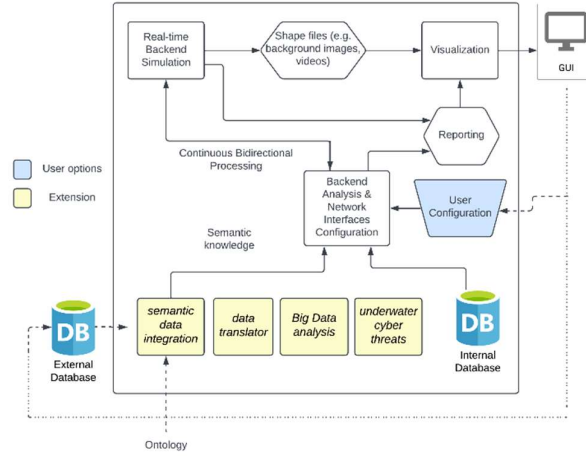 Real-time
Backend
Simulation
Shape files (e.g.
background images,
videos)
Visualization
GUI
Reporting
Continuous Bidirectional
Processing
User options
Extension
Backend
Analysis &
Network
Interfaces
Configuration
User
Configuration
Semantic
knowledge
DB
External
Database
semantic
data
integration
data
translator
Big Data
analysis
underwater
cyber
threats
DB
Internal
Database
Ontology